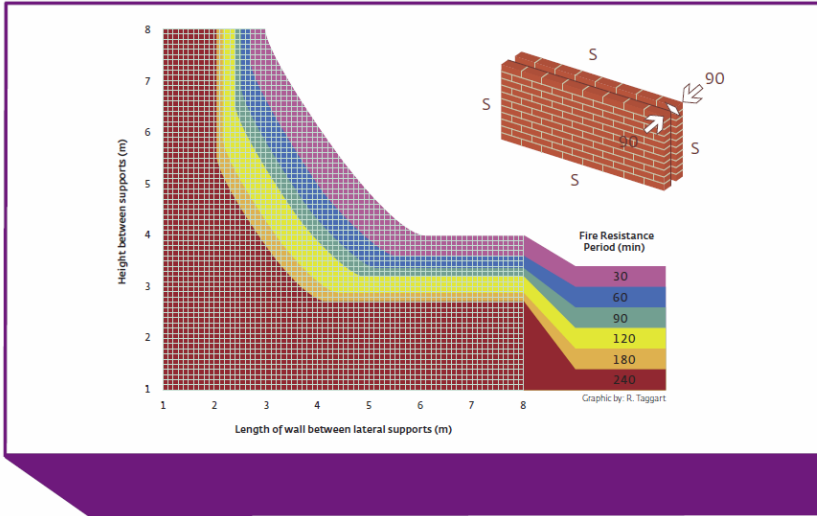 8
7
6
5
4
3
2
1
Height between supports (m)
1 2 3 4 5 6 7 8
Length of wall between lateral supports (m)
S
90
S
90
S
S
Fire Resistance
Period (min)
30
60
90
120
180
240
Graphic by: R. Taggart